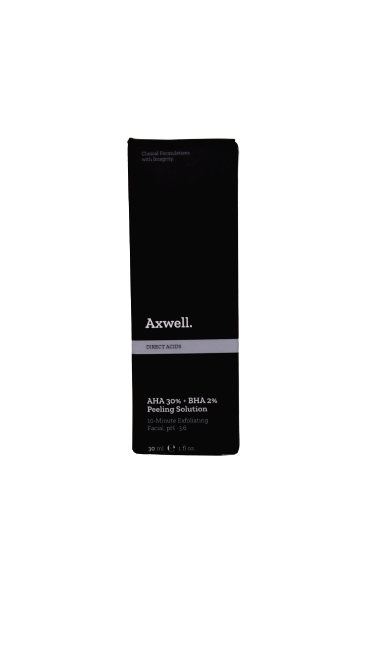 Clinical Formulations
with Integrity
Axwell.
DIRECT ACIDS
AHA 30% + BHA 2%
Peeling Solution
10-Minute Exfoliating
Facial, pH 3.6
30 ml ℮ 1 fl oz